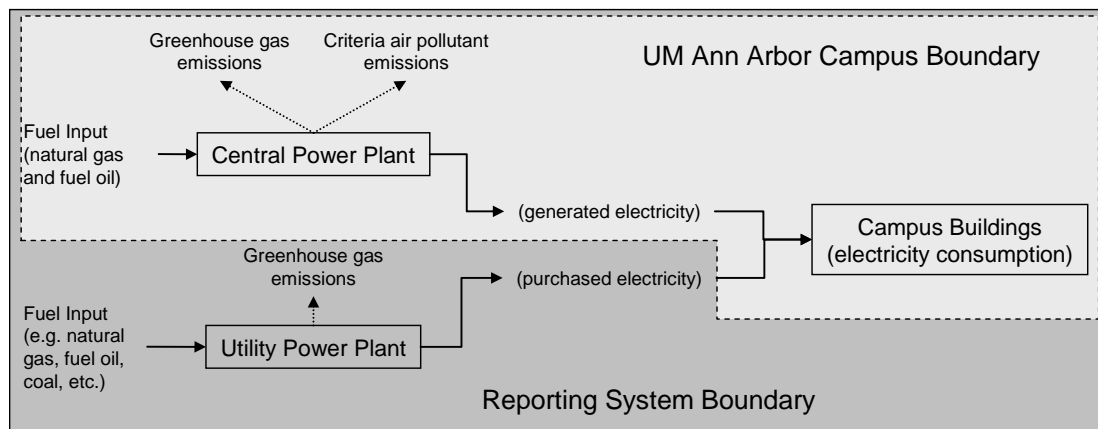 Greenhouse gas
emissions
Criteria air pollutant
emissions
UM Ann Arbor Campus Boundary
Fuel Input
(natural gas
and fuel oil)
Central Power Plant
(generated electricity)
Campus Buildings
(electricity consumption)
Greenhouse gas
emissions
(purchased electricity)
Fuel Input
(e.g. natural
gas, fuel oil,
coal, etc.)
Utility Power Plant
Reporting System Boundary